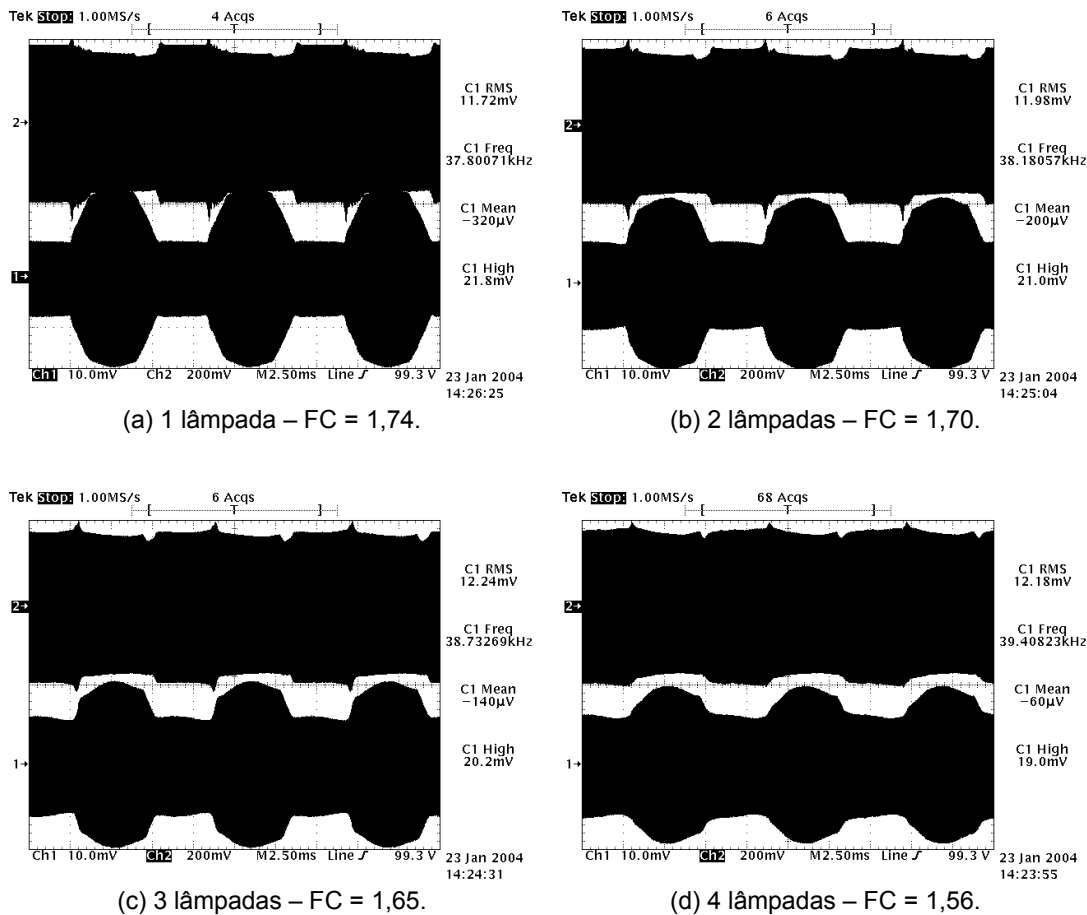 Tek Stop: 1.00MS/s 4 Acqs
T
C1 RMS
11.72mV
2→
C1 Freq
37.80071kHz
C1 Mean
−320µV
C1 High
21.8mV
1→
Ch1 10.0mV Ch2 200mV M2.50ms Line 99.3 V
23 Jan 2004
14:26:25
(a) 1 lâmpada – FC = 1,74.
Tek Stop: 1.00MS/s 6 Acqs
T
C1 RMS
11.98mV
2→
C1 Freq
38.18057kHz
C1 Mean
−200µV
C1 High
21.0mV
1→
Ch1 10.0mV Ch2 200mV M2.50ms Line 99.3 V
23 Jan 2004
14:25:04
(b) 2 lâmpadas – FC = 1,70.
Tek Stop: 1.00MS/s 6 Acqs
T
C1 RMS
12.24mV
2→
C1 Freq
38.73269kHz
C1 Mean
−140µV
C1 High
20.2mV
1→
Ch1 10.0mV Ch2 200mV M2.50ms Line 99.3 V
23 Jan 2004
14:24:31
(c) 3 lâmpadas – FC = 1,65.
Tek Stop: 1.00MS/s 68 Acqs
T
C1 RMS
12.18mV
2→
C1 Freq
39.40823kHz
C1 Mean
−60µV
C1 High
19.0mV
1→
Ch1 10.0mV Ch2 200mV M2.50ms Line 99.3 V
23 Jan 2004
14:23:55
(d) 4 lâmpadas – FC = 1,56.